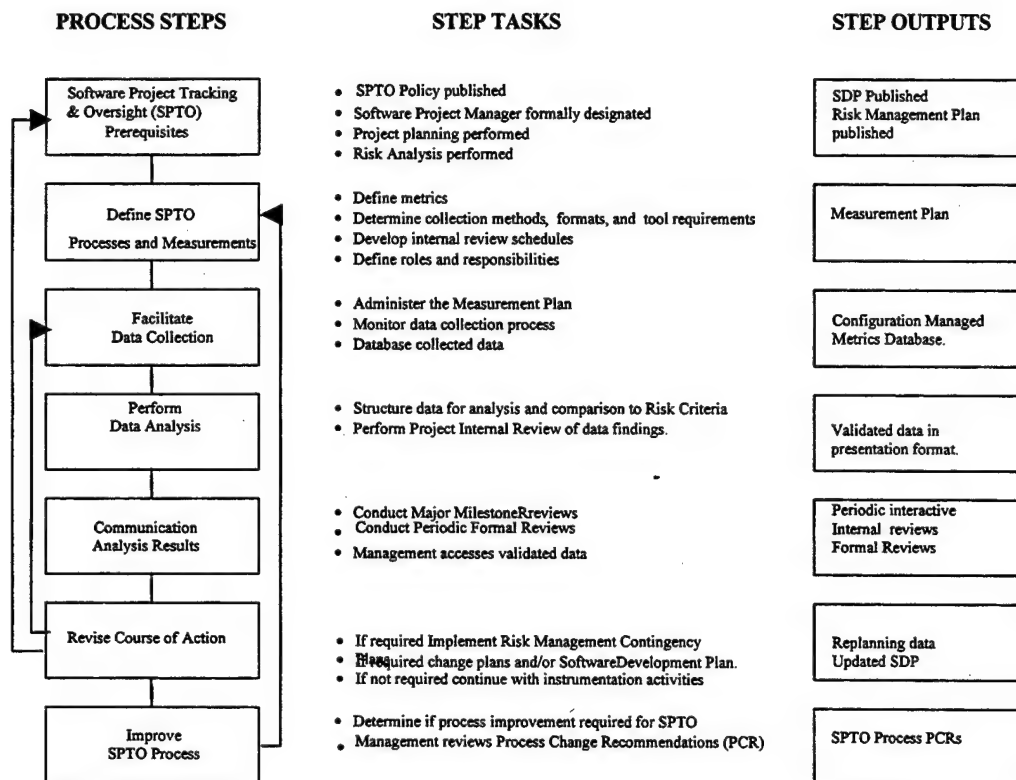 PROCESS STEPS
STEP TASKS
STEP OUTPUTS
Software Project Tracking
& Oversight (SPTO)
Prerequisites
• SPTO Policy published
• Software Project Manager formally designated
• Project planning performed
• Risk Analysis performed
SDP Published
Risk Management Plan
published
Define SPTO
Processes and Measurements
• Define metrics
• Determine collection methods, formats, and tool requirements
• Develop internal review schedules
• Define roles and responsibilities
Measurement Plan
Facilitate
Data Collection
• Administer the Measurement Plan
• Monitor data collection process
• Database collected data
Configuration Managed
Metrics Database.
Perform
Data Analysis
• Structure data for analysis and comparison to Risk Criteria
• Perform Project Internal Review of data findings.
Validated data in
presentation format.
Communication
Analysis Results
• Conduct Major MilestoneRreviews
• Conduct Periodic Formal Reviews
• Management accesses validated data
Periodic interactive
Internal reviews
Formal Reviews
Revise Course of Action
• If required Implement Risk Management Contingency
Plans
• If required change plans and/or SoftwareDevelopment Plan.
• If not required continue with instrumentation activities
Replanning data
Updated SDP
Improve
SPTO Process
• Determine if process improvement required for SPTO
• Management reviews Process Change Recommendations (PCR)
SPTO Process PCRs